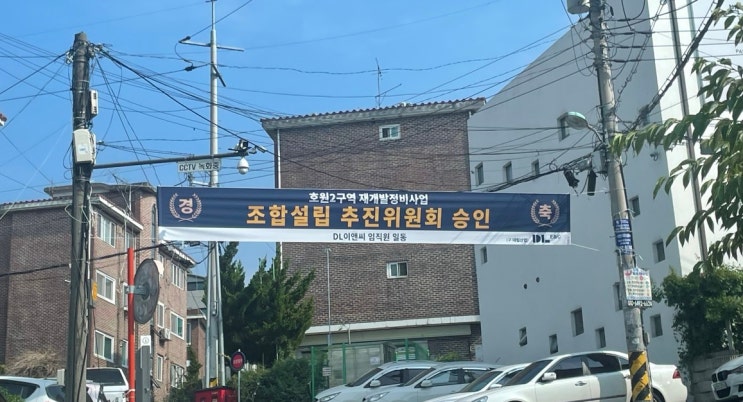 CCTV 녹화중
호원2구역 재개발정비사업
경 조합설립 추진위원회 승인 축
DL이앤씨 임직원 일동